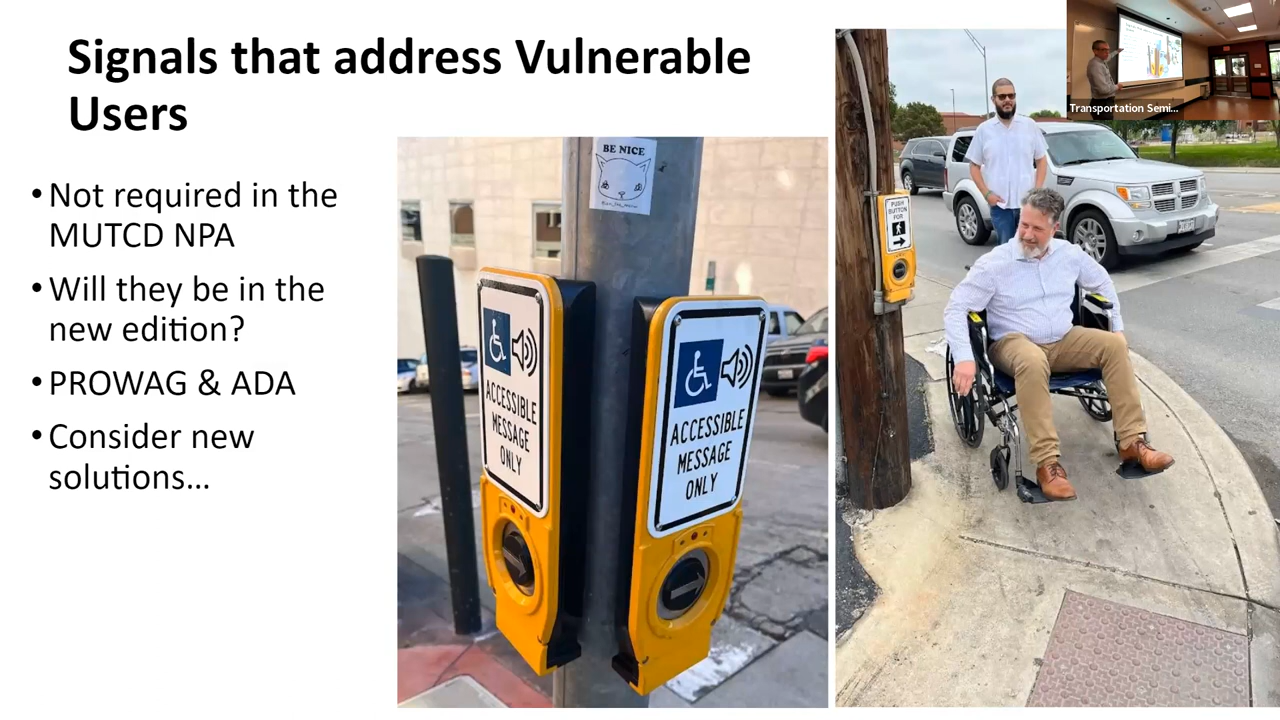 Signals that address Vulnerable
Users
• Not required in the
MUTCD NPA
• Will they be in the
new edition?
• PROWAG & ADA
• Consider new
solutions...
BE NICE
ACCESSIBLE
MESSAGE
ONLY
ACCESSIBLE
MESSAGE
ONLY
PUSH
BUTTON
FOR
Transportation Semi...